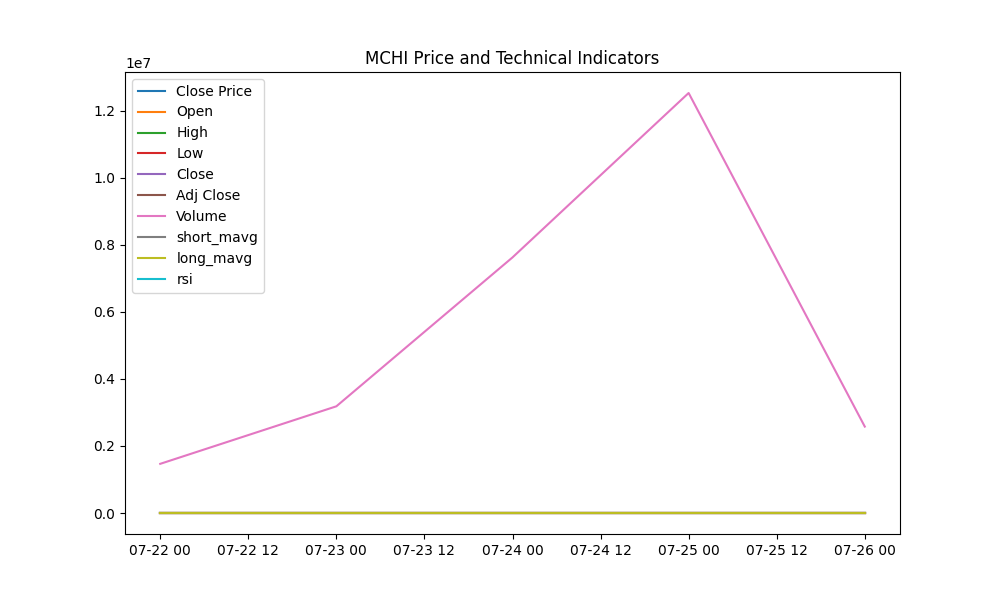 MCHI Price and Technical Indicators
1e7
Close Price
Open
High
Low
Close
Adj Close
Volume
short_mavg
long_mavg
rsi
1.2
1.0
0.8
0.6
0.4
0.2
0.0
07-22 00 07-22 12 07-23 00 07-23 12 07-24 00 07-24 12 07-25 00 07-25 12 07-26 00